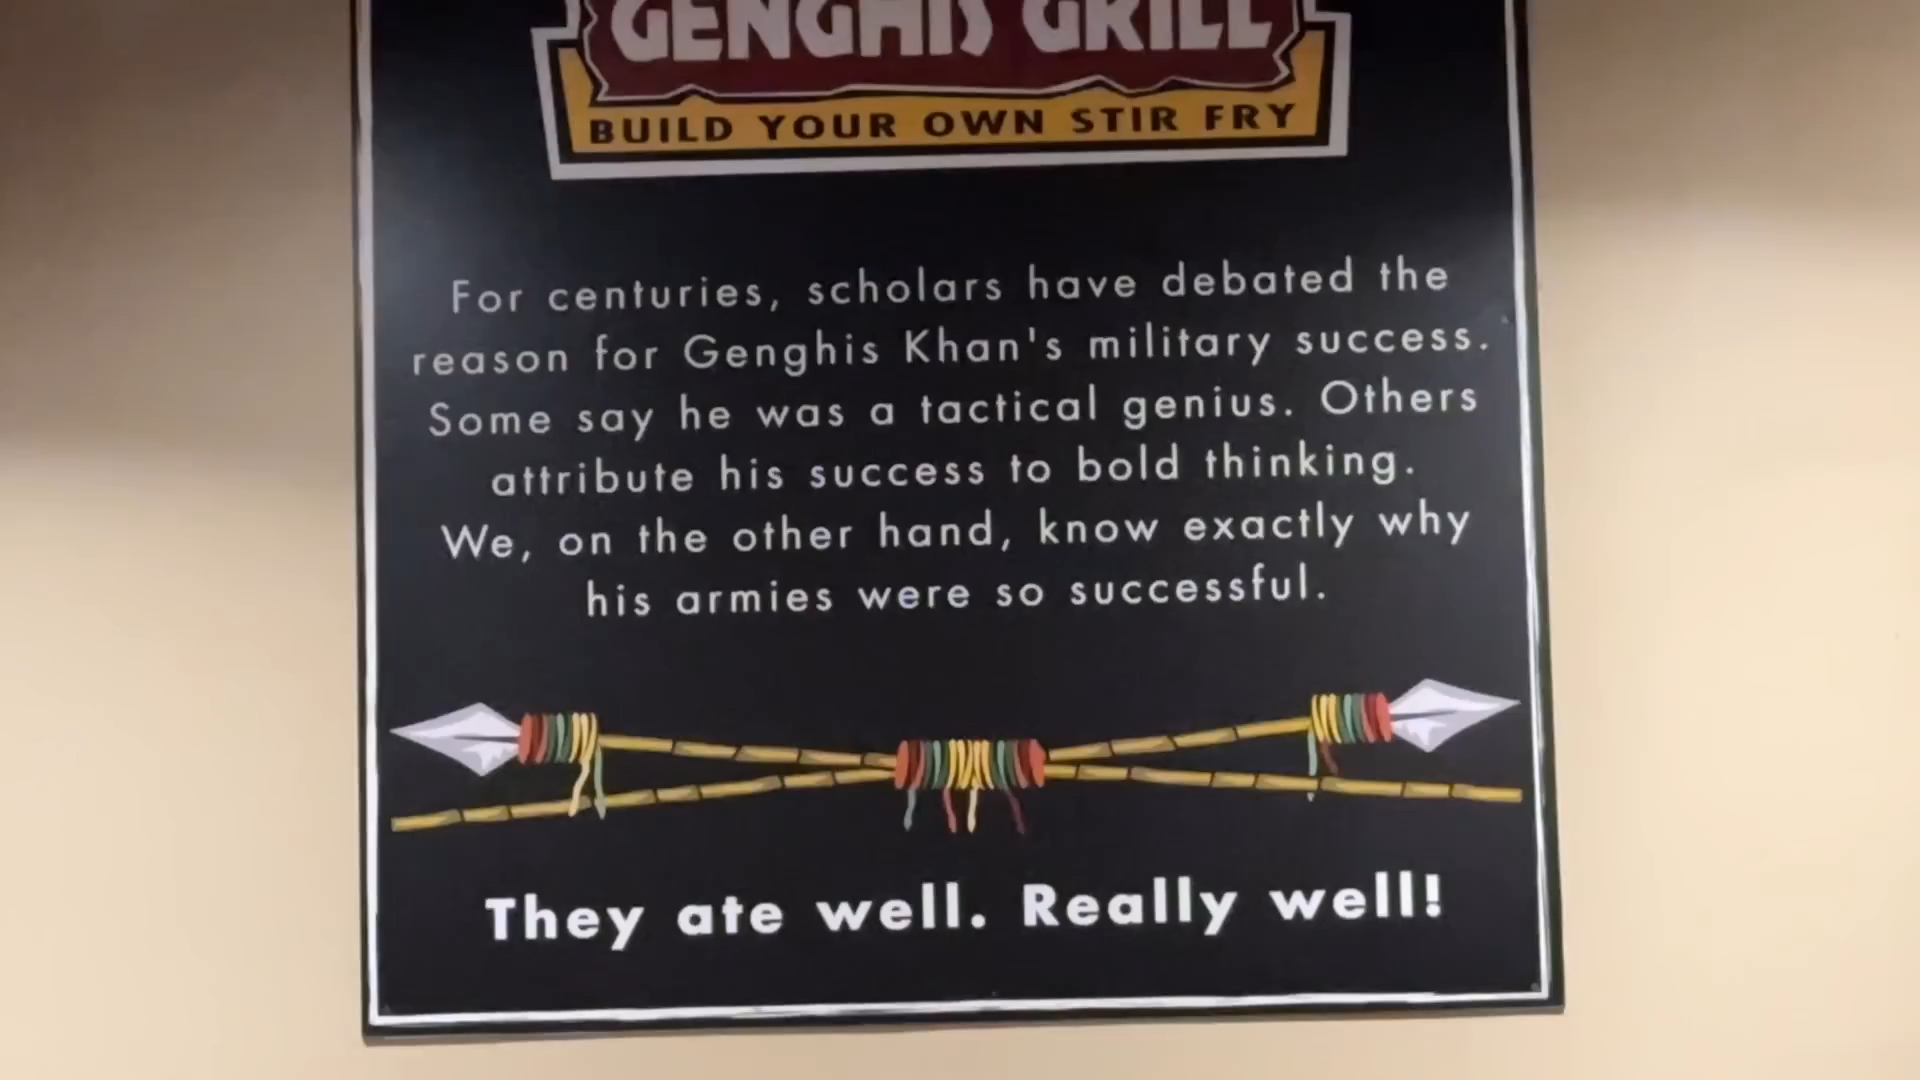 GENGHIS GRILL
BUILD YOUR OWN STIR FRY
For centuries, scholars have debated the
reason for Genghis Khan's military success.
Some say he was a tactical genius. Others
attribute his success to bold thinking.
We, on the other hand, know exactly why
his armies were so successful.
They ate well. Really well!